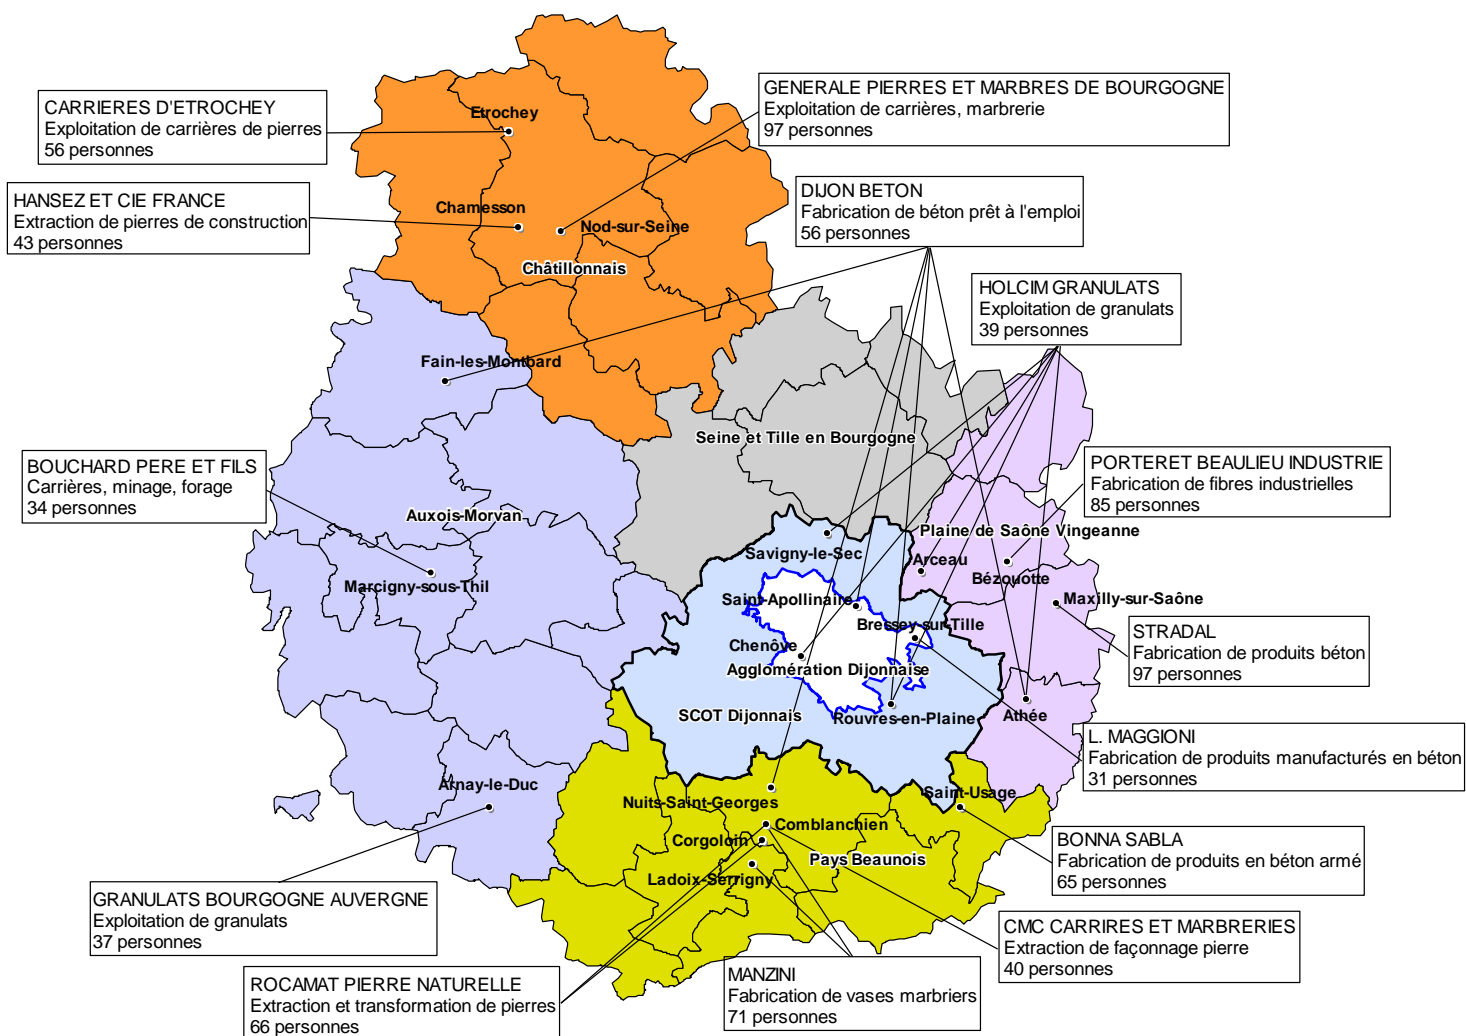 GENERALE PIERRES ET MARBRES DE BOURGOGNE
Exploitation de carrières, marbrerie
97 personnes
CARRIERES D'ETROCHEY
Exploitation de carrières de pierres
56 personnes
Etrochey
HANSEZ ET CIE FRANCE
Extraction de pierres de construction
43 personnes
DIJON BETON
Fabrication de béton prêt à l'emploi
56 personnes
Chamesson
Nod-sur-Seine
Châtillonnais
HOLCIM GRANULATS
Exploitation de granulats
39 personnes
Fain-les-Montbard
Seine et Tille en Bourgogne
BOUCHARD PERE ET FILS
Carrières, minage, forage
34 personnes
PORTERET BEAULIEU INDUSTRIE
Fabrication de fibres industrielles
85 personnes
Auxois-Morvan
Plaine de Saône Vingeanne
Savigny-le-Sec
Arceau
Bézouotte
Marcigny-sous-Thil
Saint-Apollinaire
Maxilly-sur-Saône
Bressey-sur-Tille
STRADAL
Fabrication de produits béton
97 personnes
Chenôve
Agglomération Dijonnaise
SCOT Dijonnais
Rouvres-en-Plaine
Athée
L. MAGGIONI
Fabrication de produits manufacturés en béton
31 personnes
Arnay-le-Duc
Nuits-Saint-Georges
Saint-Usage
Comblanchien
Corgoloin
Pays Beaunois
Ladoix-Serrigny
BONNA SABLA
Fabrication de produits en béton armé
65 personnes
GRANULATS BOURGOGNE AUVERGNE
Exploitation de granulats
37 personnes
CMC CARRIRES ET MARBRERIES
Extraction de façonnage pierre
40 personnes
ROCAMAT PIERRE NATURELLE
Extraction et transformation de pierres
66 personnes
MANZINI
Fabrication de vases marbriers
71 personnes